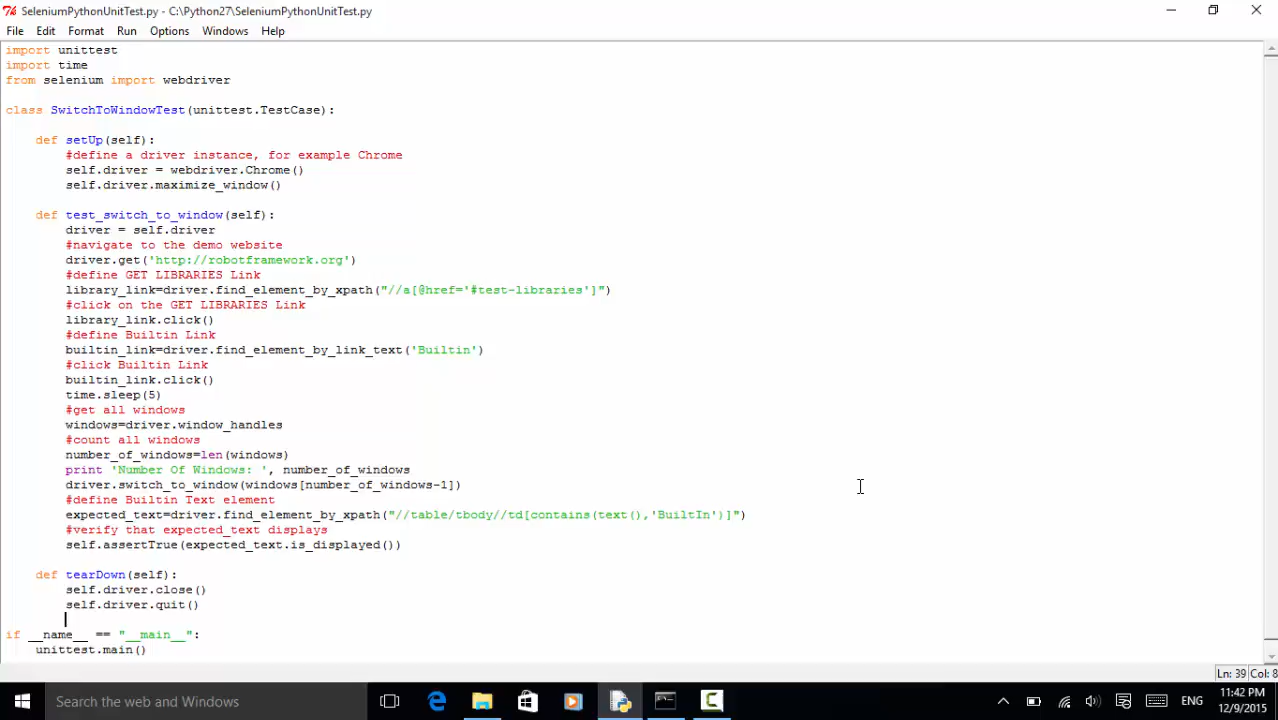 SeleniumPythonUnitTest.py - C:\Python27\SeleniumPythonUnitTest.py
File Edit Format Run Options Windows Help
import unittest
import time
from selenium import webdriver
class SwitchToWindowTest(unittest.TestCase):
def setUp(self):
#define a driver instance, for example Chrome
self.driver = webdriver.Chrome()
self.driver.maximize_window()
def test_switch_to_window(self):
driver = self.driver
#navigate to the demo website
driver.get('http://robotframework.org')
#define GET LIBRARIES Link
library_link=driver.find_element_by_xpath("//a[@href='#test-libraries']")
#click on the GET LIBRARIES Link
library_link.click()
#define Builtin Link
builtin_link=driver.find_element_by_link_text('Builtin')
#click Builtin Link
builtin_link.click()
time.sleep(5)
#get all windows
windows=driver.window_handles
#count all windows
number_of_windows=len(windows)
print 'Number Of Windows: ', number_of_windows
driver.switch_to_window(windows[number_of_windows-1])
#define Builtin Text element
expected_text=driver.find_element_by_xpath("//table/tbody//td[contains(text(),'BuiltIn')]")
#verify that expected_text displays
self.assertTrue(expected_text.is_displayed())
def tearDown(self):
self.driver.close()
self.driver.quit()
if __name__ == "__main__":
unittest.main()
Ln: 39 Col: 8
Search the web and Windows
ENG
11:42 PM
12/9/2015